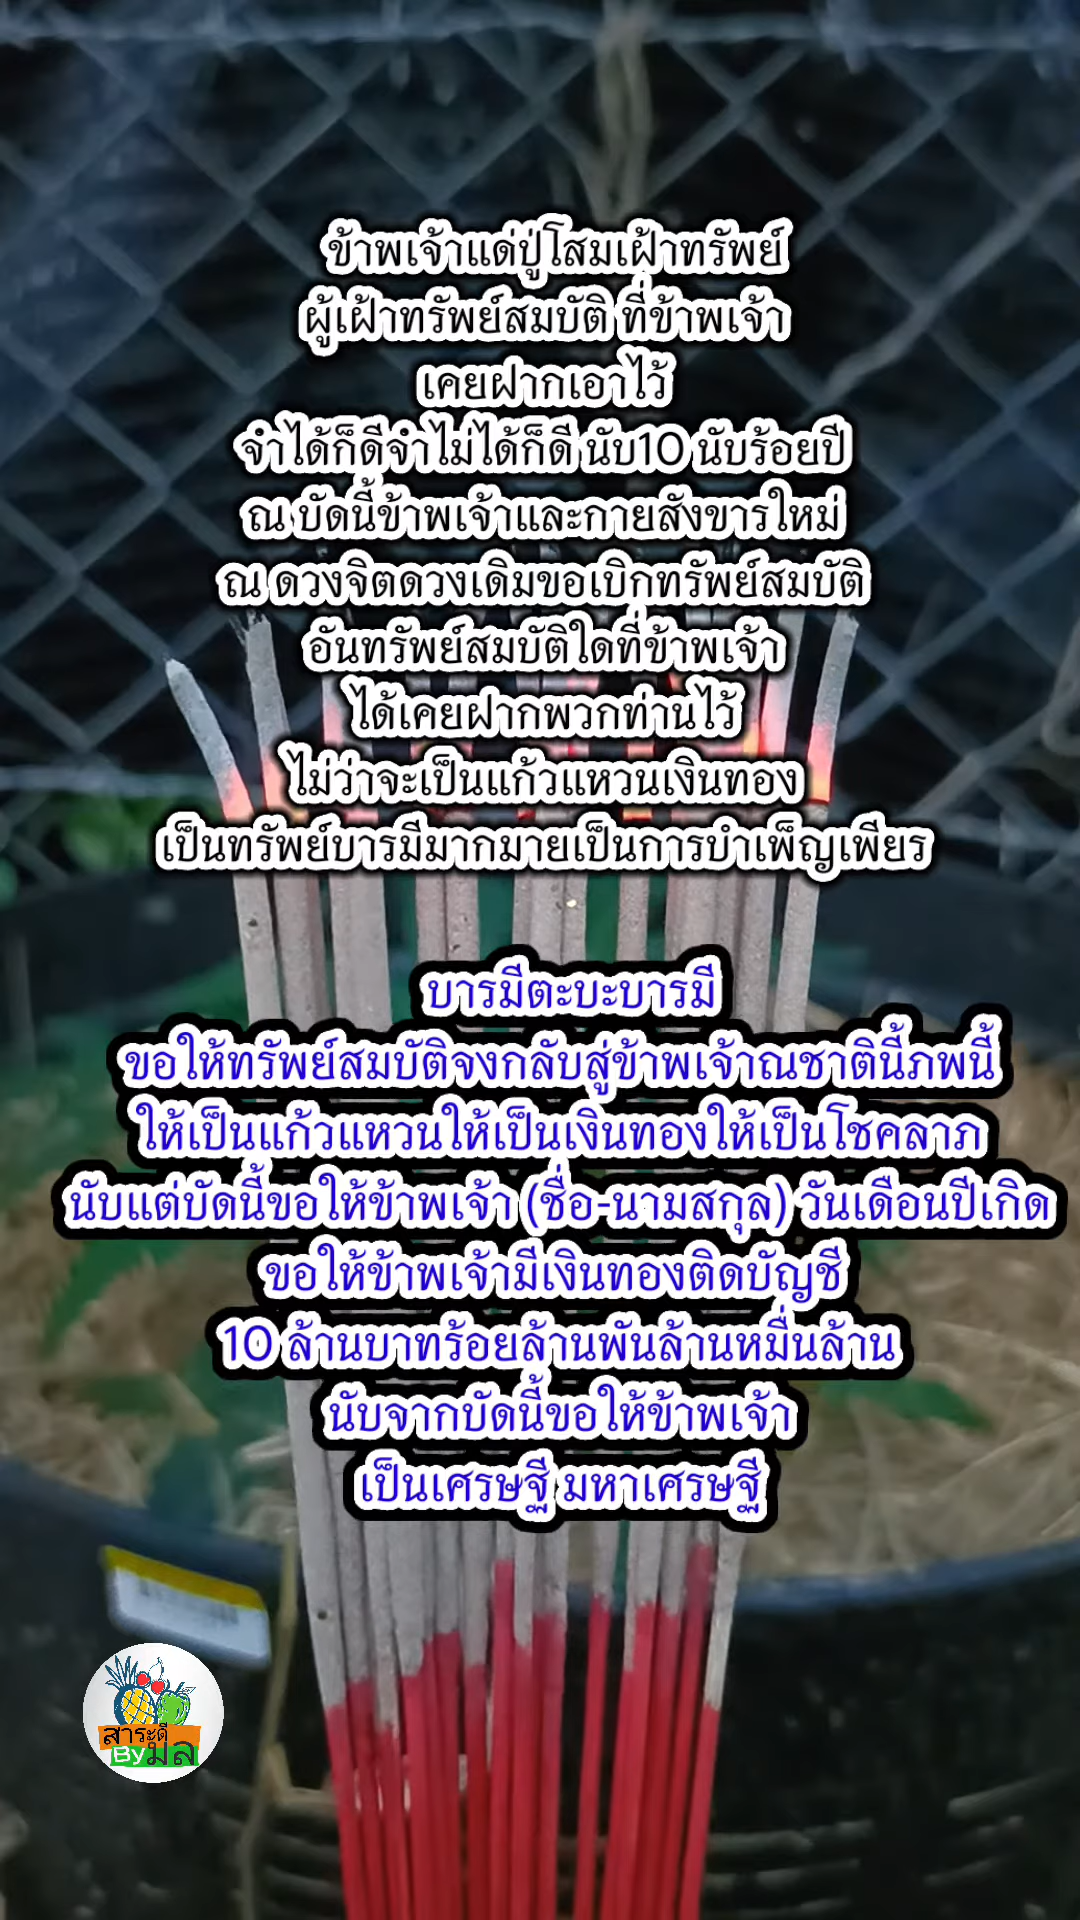 ข้าพเจ้าแด่ปู่โสมเฝ้าทรัพย์
ผู้เฝ้าทรัพย์สมบัติ ที่ข้าพเจ้า
เคยฝากเอาไว้
จำได้ก็ดีจำไม่ได้ก็ดี นับ10 นับร้อยปี
ณ บัดนี้ข้าพเจ้าและกายสังขารใหม่
ณ ดวงจิตดวงเดิมขอเบิกทรัพย์สมบัติ
อันทรัพย์สมบัติใดที่ข้าพเจ้า
ได้เคยฝากพวกท่านไว้
ไม่ว่าจะเป็นแก้วแหวนเงินทอง
เป็นทรัพย์บารมีมากมายเป็นการบำเพ็ญเพียร
บารมีตะบะบารมี
ขอให้ทรัพย์สมบัติจงกลับสู่ข้าพเจ้าณชาตินี้ภพนี้
ให้เป็นแก้วแหวนให้เป็นเงินทองให้เป็นโชคลาภ
นับแต่บัดนี้ขอให้ข้าพเจ้า (ชื่อ-นามสกุล) วันเดือนปีเกิด
ขอให้ข้าพเจ้ามีเงินทองติดบัญชี
10 ล้านบาทร้อยล้านพันล้านหมื่นล้าน
นับจากบัดนี้ขอให้ข้าพเจ้า
เป็นเศรษฐี มหาเศรษฐี
สาระดี
By มล